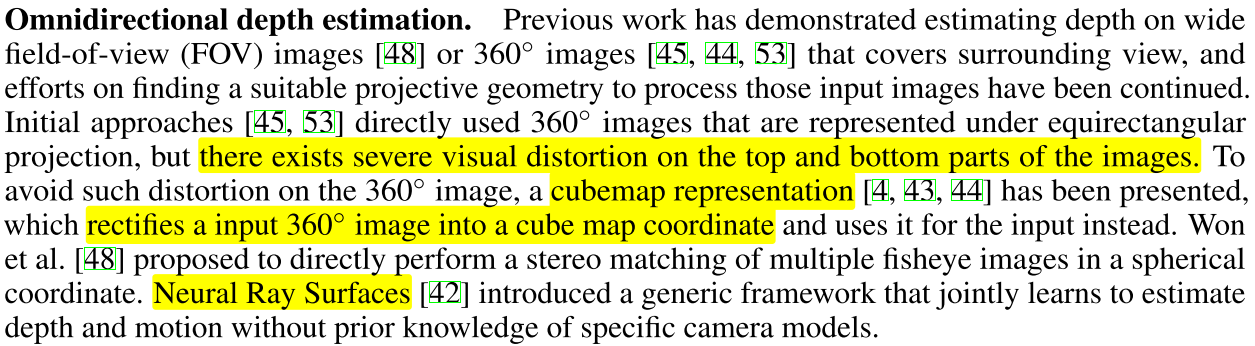 Omnidirectional depth estimation. Previous work has demonstrated estimating depth on wide
field-of-view (FOV) images [48] or 360° images [45, 44, 53] that covers surrounding view, and
efforts on finding a suitable projective geometry to process those input images have been continued.
Initial approaches [45, 53] directly used 360° images that are represented under equirectangular
projection, but there exists severe visual distortion on the top and bottom parts of the images. To
avoid such distortion on the 360° image, a cubemap representation [4, 43, 44] has been presented,
which rectifies a input 360° image into a cube map coordinate and uses it for the input instead. Won
et al. [48] proposed to directly perform a stereo matching of multiple fisheye images in a spherical
coordinate. Neural Ray Surfaces [42] introduced a generic framework that jointly learns to estimate
depth and motion without prior knowledge of specific camera models.